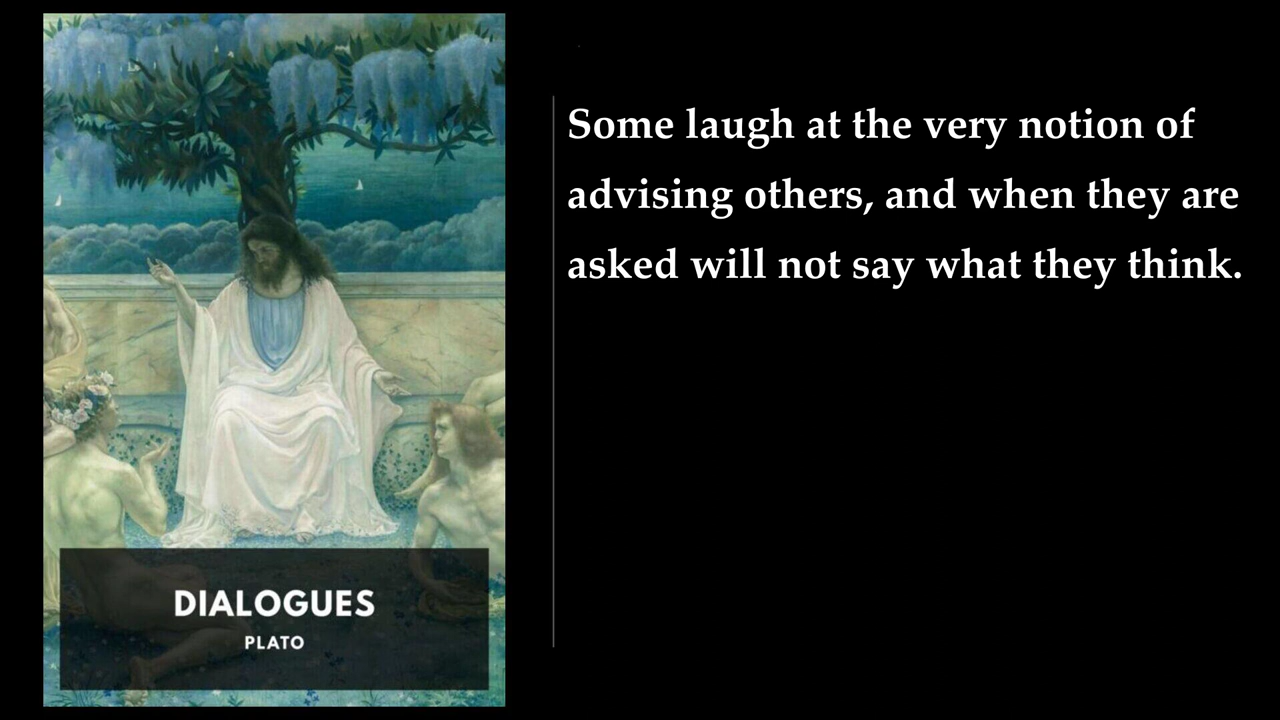 Some laugh at the very notion of
advising others, and when they are
asked will not say what they think.
DIALOGUES
PLATO